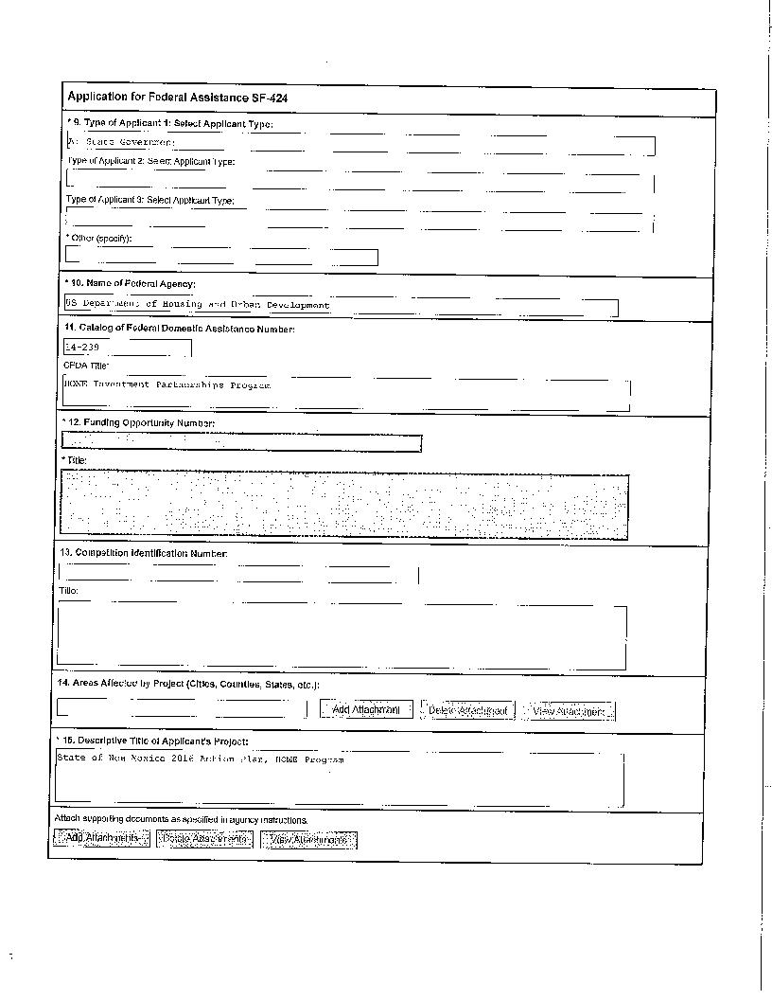 Application for Federal Assistance SF-424
* 9. Type of Applicant 1: Select Applicant Type:
A: State Government
Type of Applicant 2: Select Applicant Type:
Type of Applicant 3: Select Applicant Type:
* Other (specify):
* 10. Name of Federal Agency:
US Department of Housing and Urban Development
11. Catalog of Federal Domestic Assistance Number:
14-239
CFDA Title:
HOME Investment Partnerships Program
* 12. Funding Opportunity Number:
* Title:
13. Competition Identification Number:
Title:
14. Areas Affected by Project (Cities, Counties, States, etc.):
Add Attachment Delete Attachment View Attachment
* 15. Descriptive Title of Applicant's Project:
State of New Mexico 2016 Action Plan, HOME Program
Attach supporting documents as specified in agency instructions.
Add Attachments Delete Attachments View Attachments